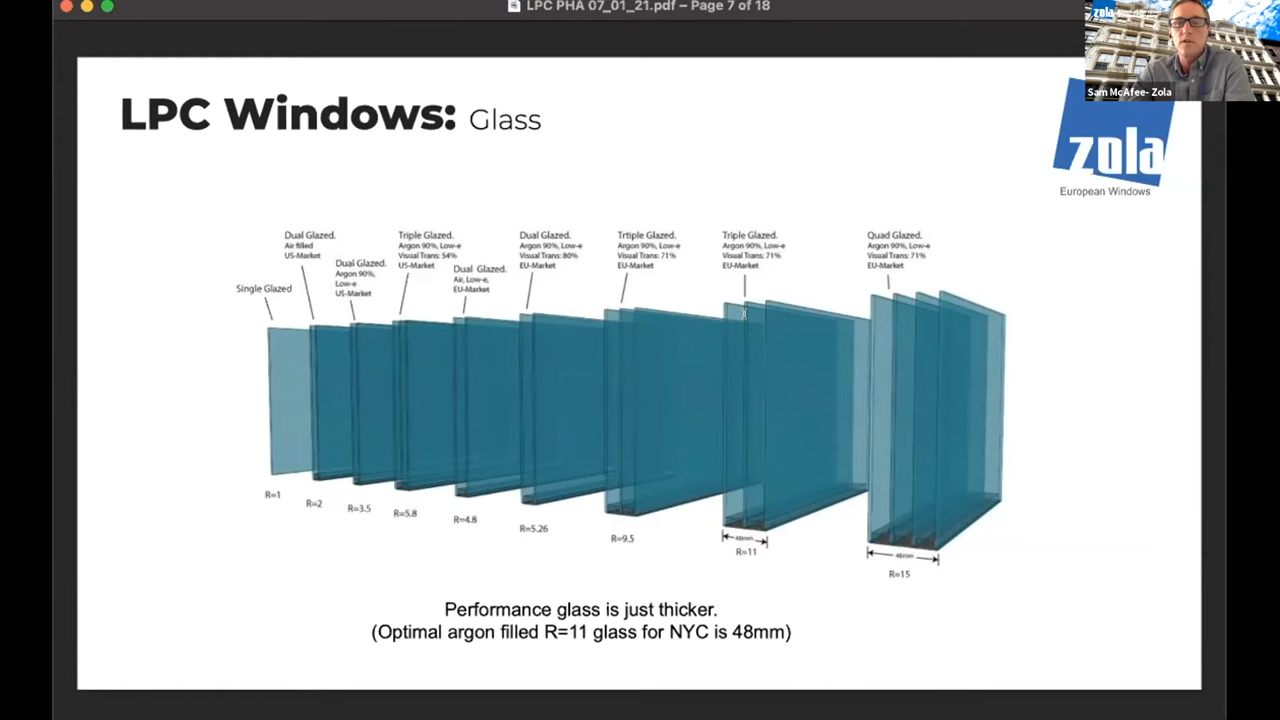 LPC PHA 07_01_21.pdf – Page 7 of 18
zola
Sam McAfee- Zola
LPC Windows: Glass
zola
European Windows
Single Glazed
Dual Glazed.
Air filled
US-Market
Dual Glazed.
Argon 90%,
Low-e
US-Market
Triple Glazed.
Argon 90%, Low-e
Visual Trans: 54%
US-Market
Dual Glazed.
Air, Low-e,
EU-Market
Dual Glazed.
Argon 90%, Low-e
Visual Trans: 80%
EU-Market
Trtiple Glazed.
Argon 90%, Low-e
Visual Trans: 71%
EU-Market
Triple Glazed.
Argon 90%, Low-e
Visual Trans: 71%
EU-Market
Quad Glazed.
Argon 90%, Low-e
Visual Trans: 71%
EU-Market
R=1
R=2
R=3.5
R=5.8
R=4.8
R=5.26
R=9.5
48mm
R=11
48mm
R=15
Performance glass is just thicker.
(Optimal argon filled R=11 glass for NYC is 48mm)